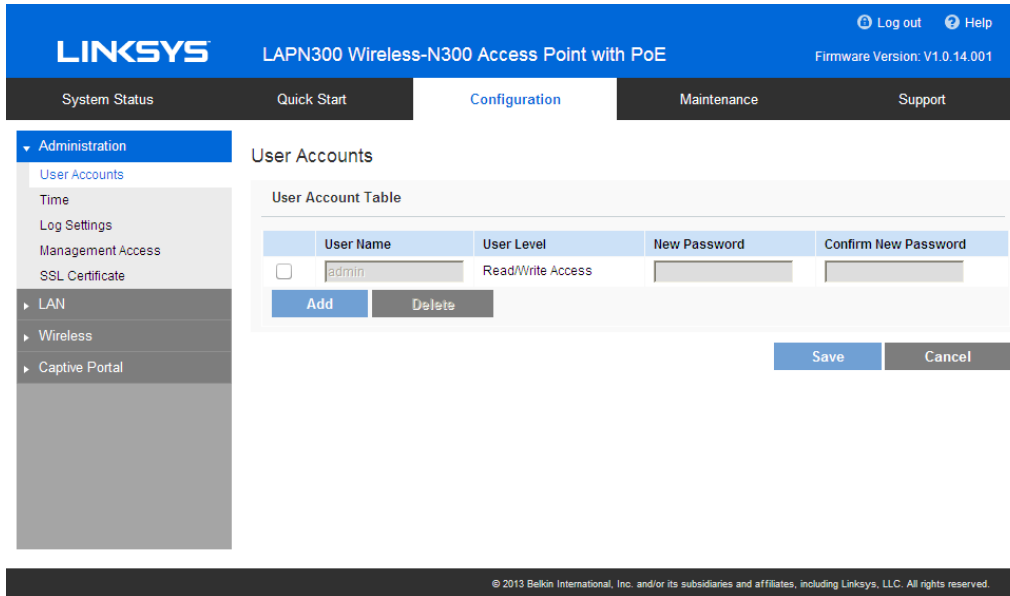 Log out Help
LINKSYS LAPN300 Wireless-N300 Access Point with PoE Firmware Version: V1.0.14.001
System Status Quick Start Configuration Maintenance Support
Administration
User Accounts
Time
Log Settings
Management Access
SSL Certificate
LAN
Wireless
Captive Portal
User Accounts
User Account Table
User Name User Level New Password Confirm New Password
admin Read/Write Access
Add Delete
Save Cancel
© 2013 Belkin International, Inc. and/or its subsidiaries and affiliates, including Linksys, LLC. All rights reserved.